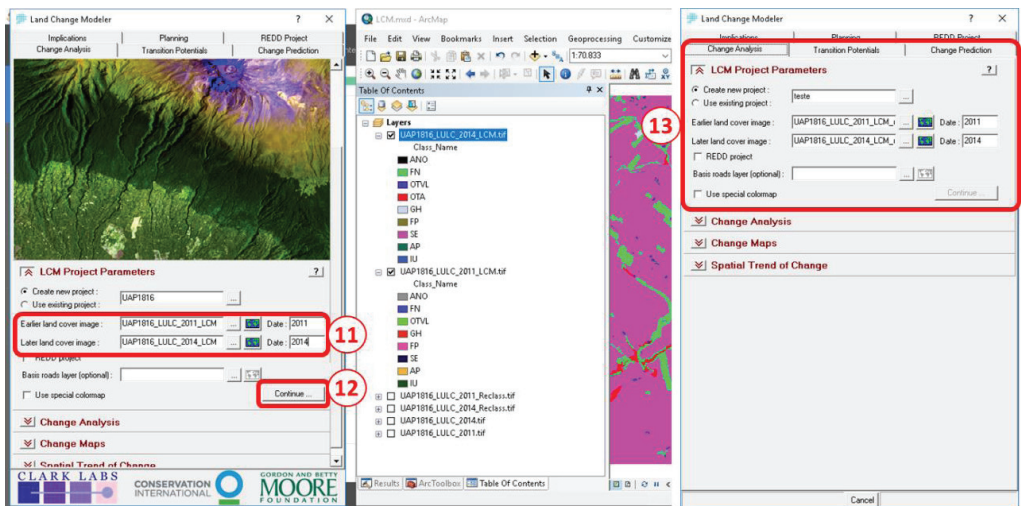 Land Change Modeler
? ×
Implications Planning REDD Project
Change Analysis Transition Potentials Change Prediction
LCM Project Parameters
?
Create new project :
Use existing project :
UAP1816
...
Earlier land cover image :
UAP1816_LULC_2011_LCM
...
Date : 2011
Later land cover image :
UAP1816_LULC_2014_LCM
...
Date : 2014
11
REDD project
Basis roads layer (optional) :
...
Use special colormap
Continue ...
12
Change Analysis
Change Maps
Spatial Trend of Change
CLARK LABS
CONSERVATION
INTERNATIONAL
GORDON AND BETTY
MOORE
FOUNDATION
LCM.mxd - ArcMap
File Edit View Bookmarks Insert Selection Geoprocessing Customize
1:70.833
Table Of Contents
Layers
UAP1816_LULC_2014_LCM.tif
Class_Name
ANO
FN
OTVL
OTA
GH
FP
SE
AP
IU
UAP1816_LULC_2011_LCM.tif
Class_Name
ANO
FN
OTVL
GH
FP
SE
AP
IU
UAP1816_LULC_2011_Reclass.tif
UAP1816_LULC_2014_Reclass.tif
UAP1816_LULC_2014.tif
UAP1816_LULC_2011.tif
Results ArcToolbox Table Of Contents
Land Change Modeler
? ×
Implications Planning REDD Project
Change Analysis Transition Potentials Change Prediction
LCM Project Parameters
?
Create new project :
Use existing project :
teste
...
13
Earlier land cover image :
UAP1816_LULC_2011_LCM_
...
Date : 2011
Later land cover image :
UAP1816_LULC_2014_LCM_
...
Date : 2014
REDD project
Basis roads layer (optional) :
...
Use special colormap
Continue ...
Change Analysis
Change Maps
Spatial Trend of Change
Cancel